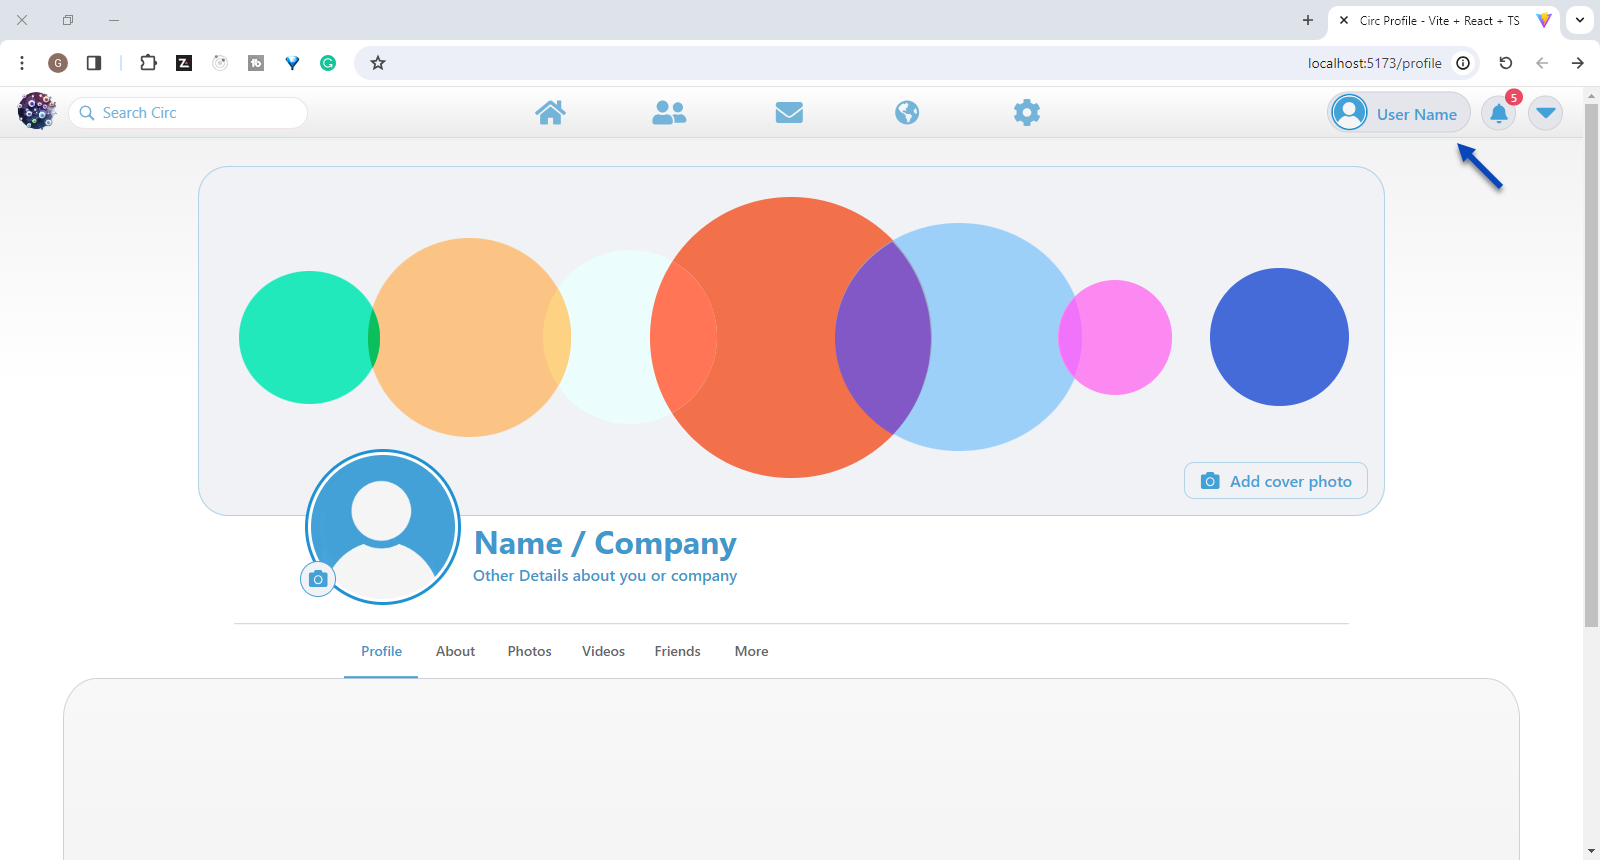 Circ Profile - Vite + React + TS
G
localhost:5173/profile
Search Circ
User Name
5
Add cover photo
Name / Company
Other Details about you or company
Profile About Photos Videos Friends More